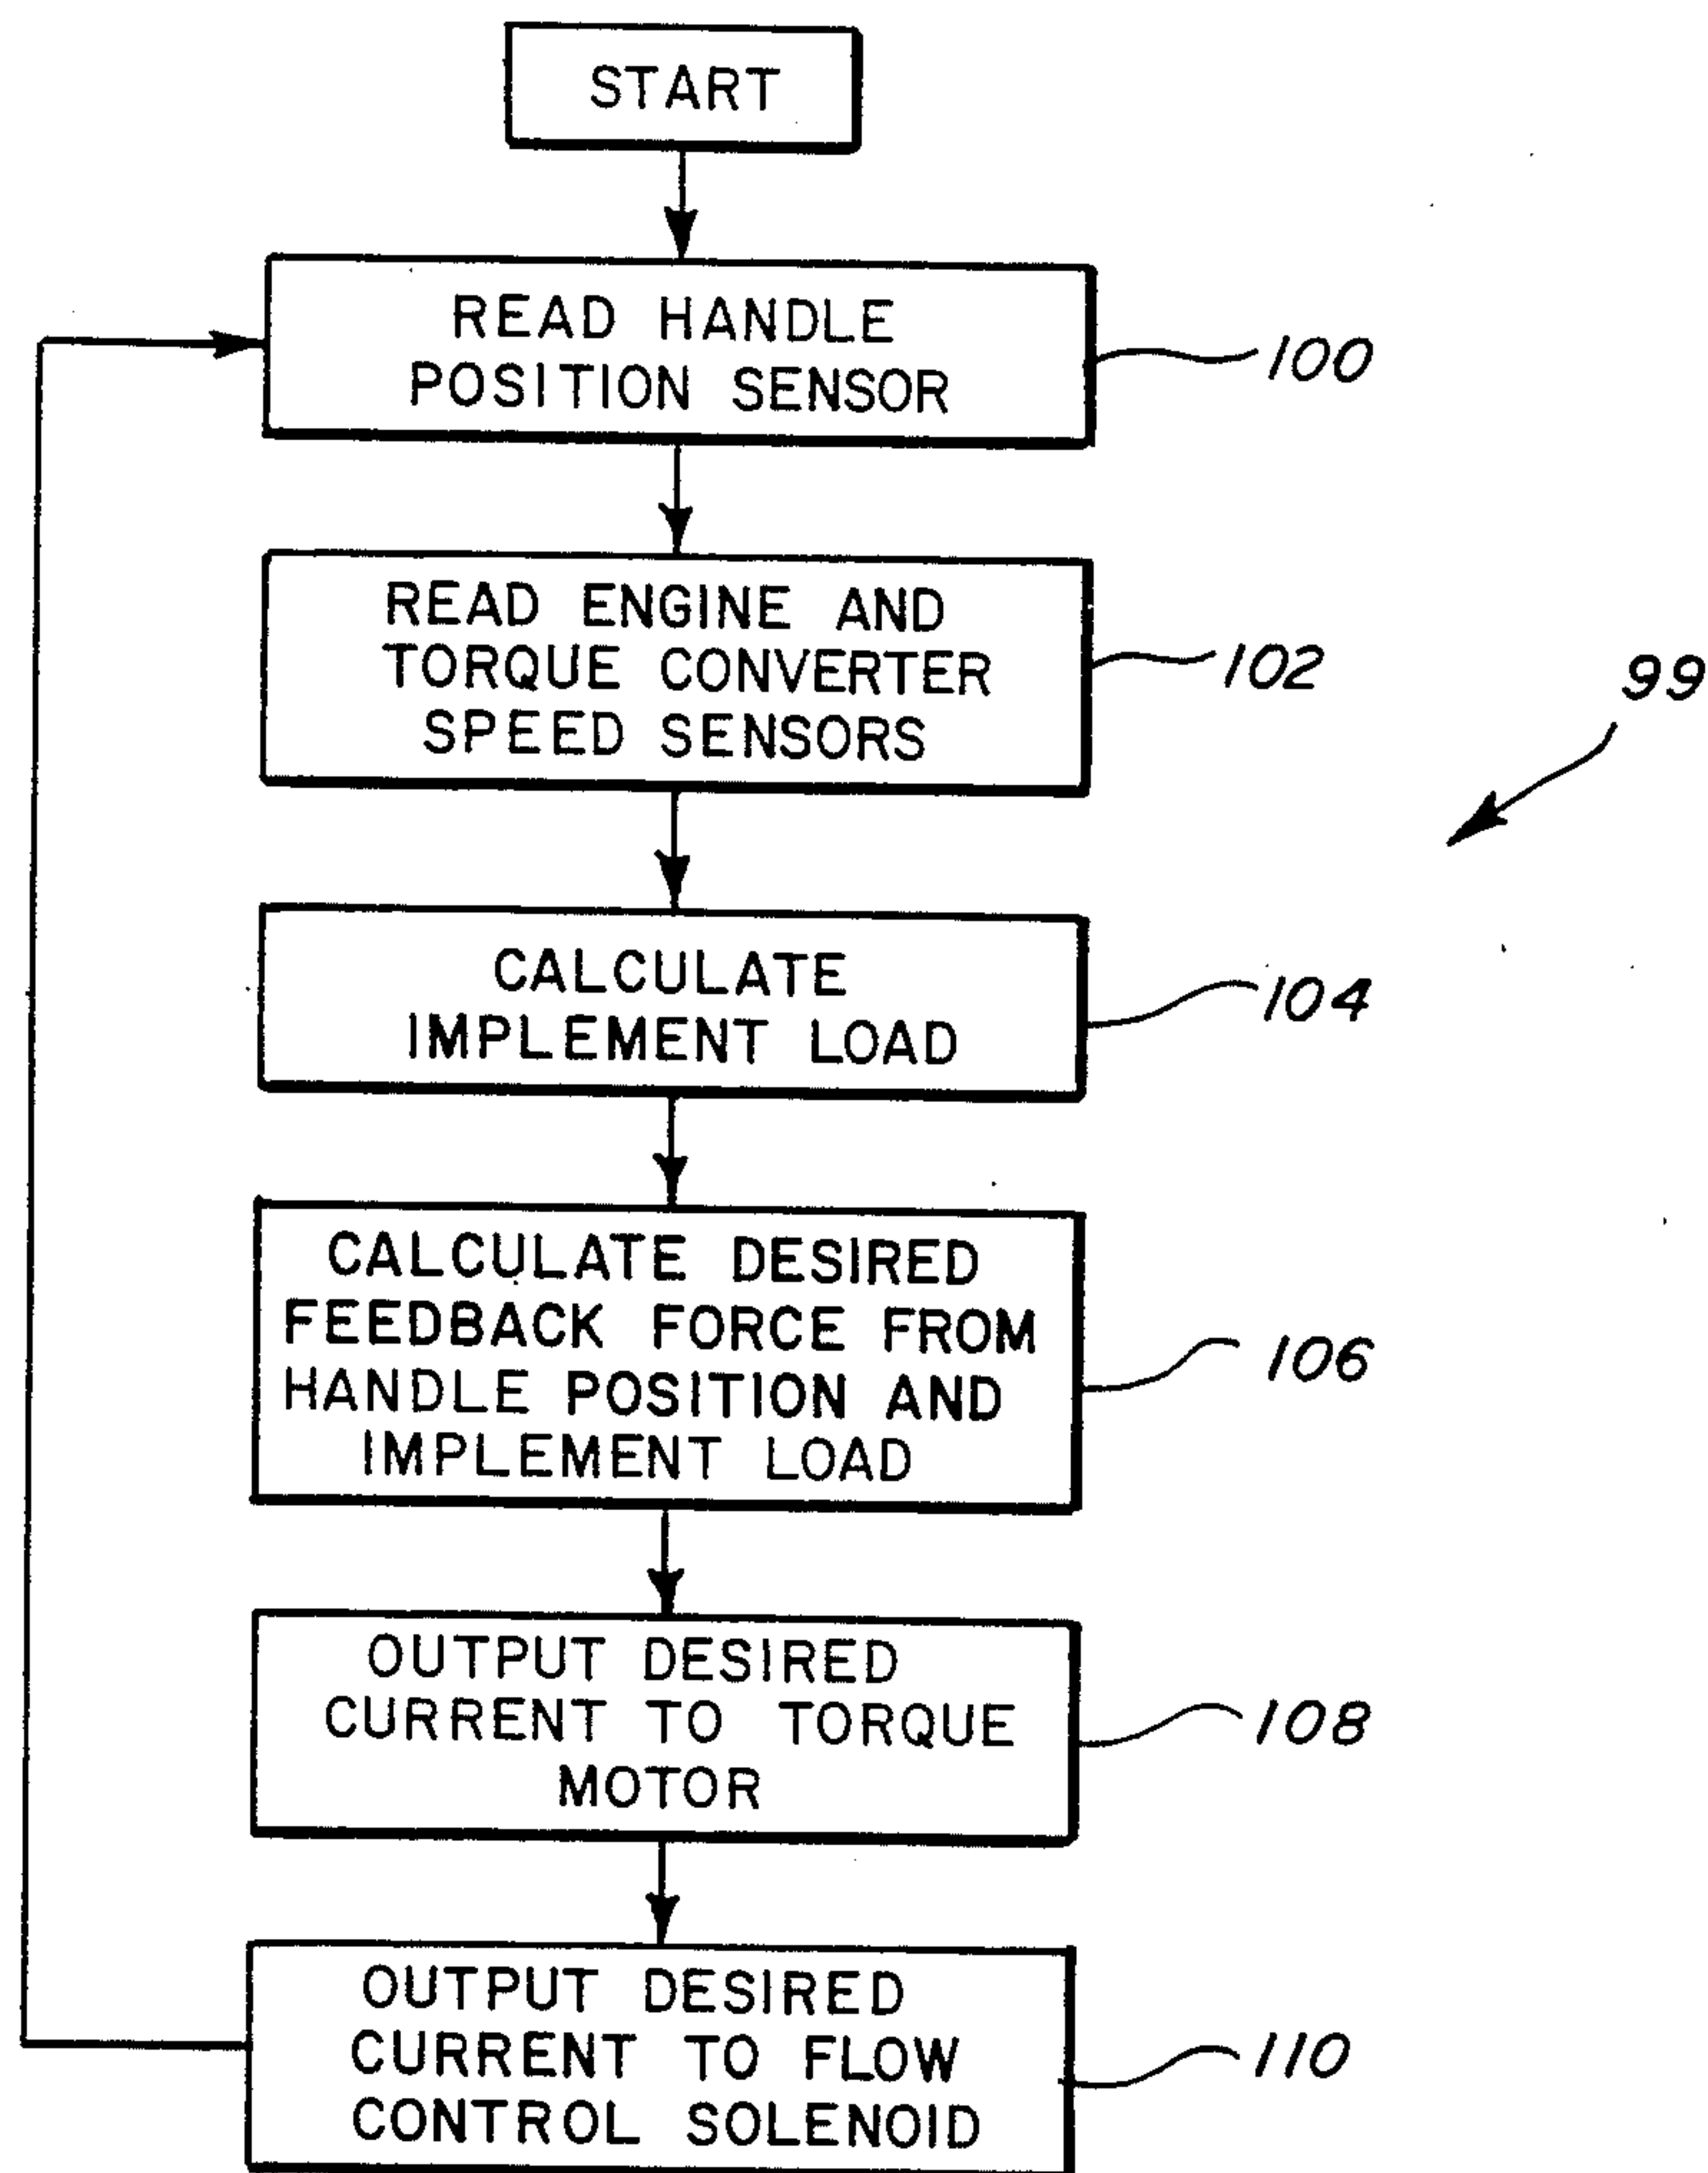 START
READ HANDLE
POSITION SENSOR
100
READ ENGINE AND
TORQUE CONVERTER
SPEED SENSORS
102
99
CALCULATE
IMPLEMENT LOAD
104
CALCULATE DESIRED
FEEDBACK FORCE FROM
HANDLE POSITION AND
IMPLEMENT LOAD
106
OUTPUT DESIRED
CURRENT TO TORQUE
MOTOR
108
OUTPUT DESIRED
CURRENT TO FLOW
CONTROL SOLENOID
110